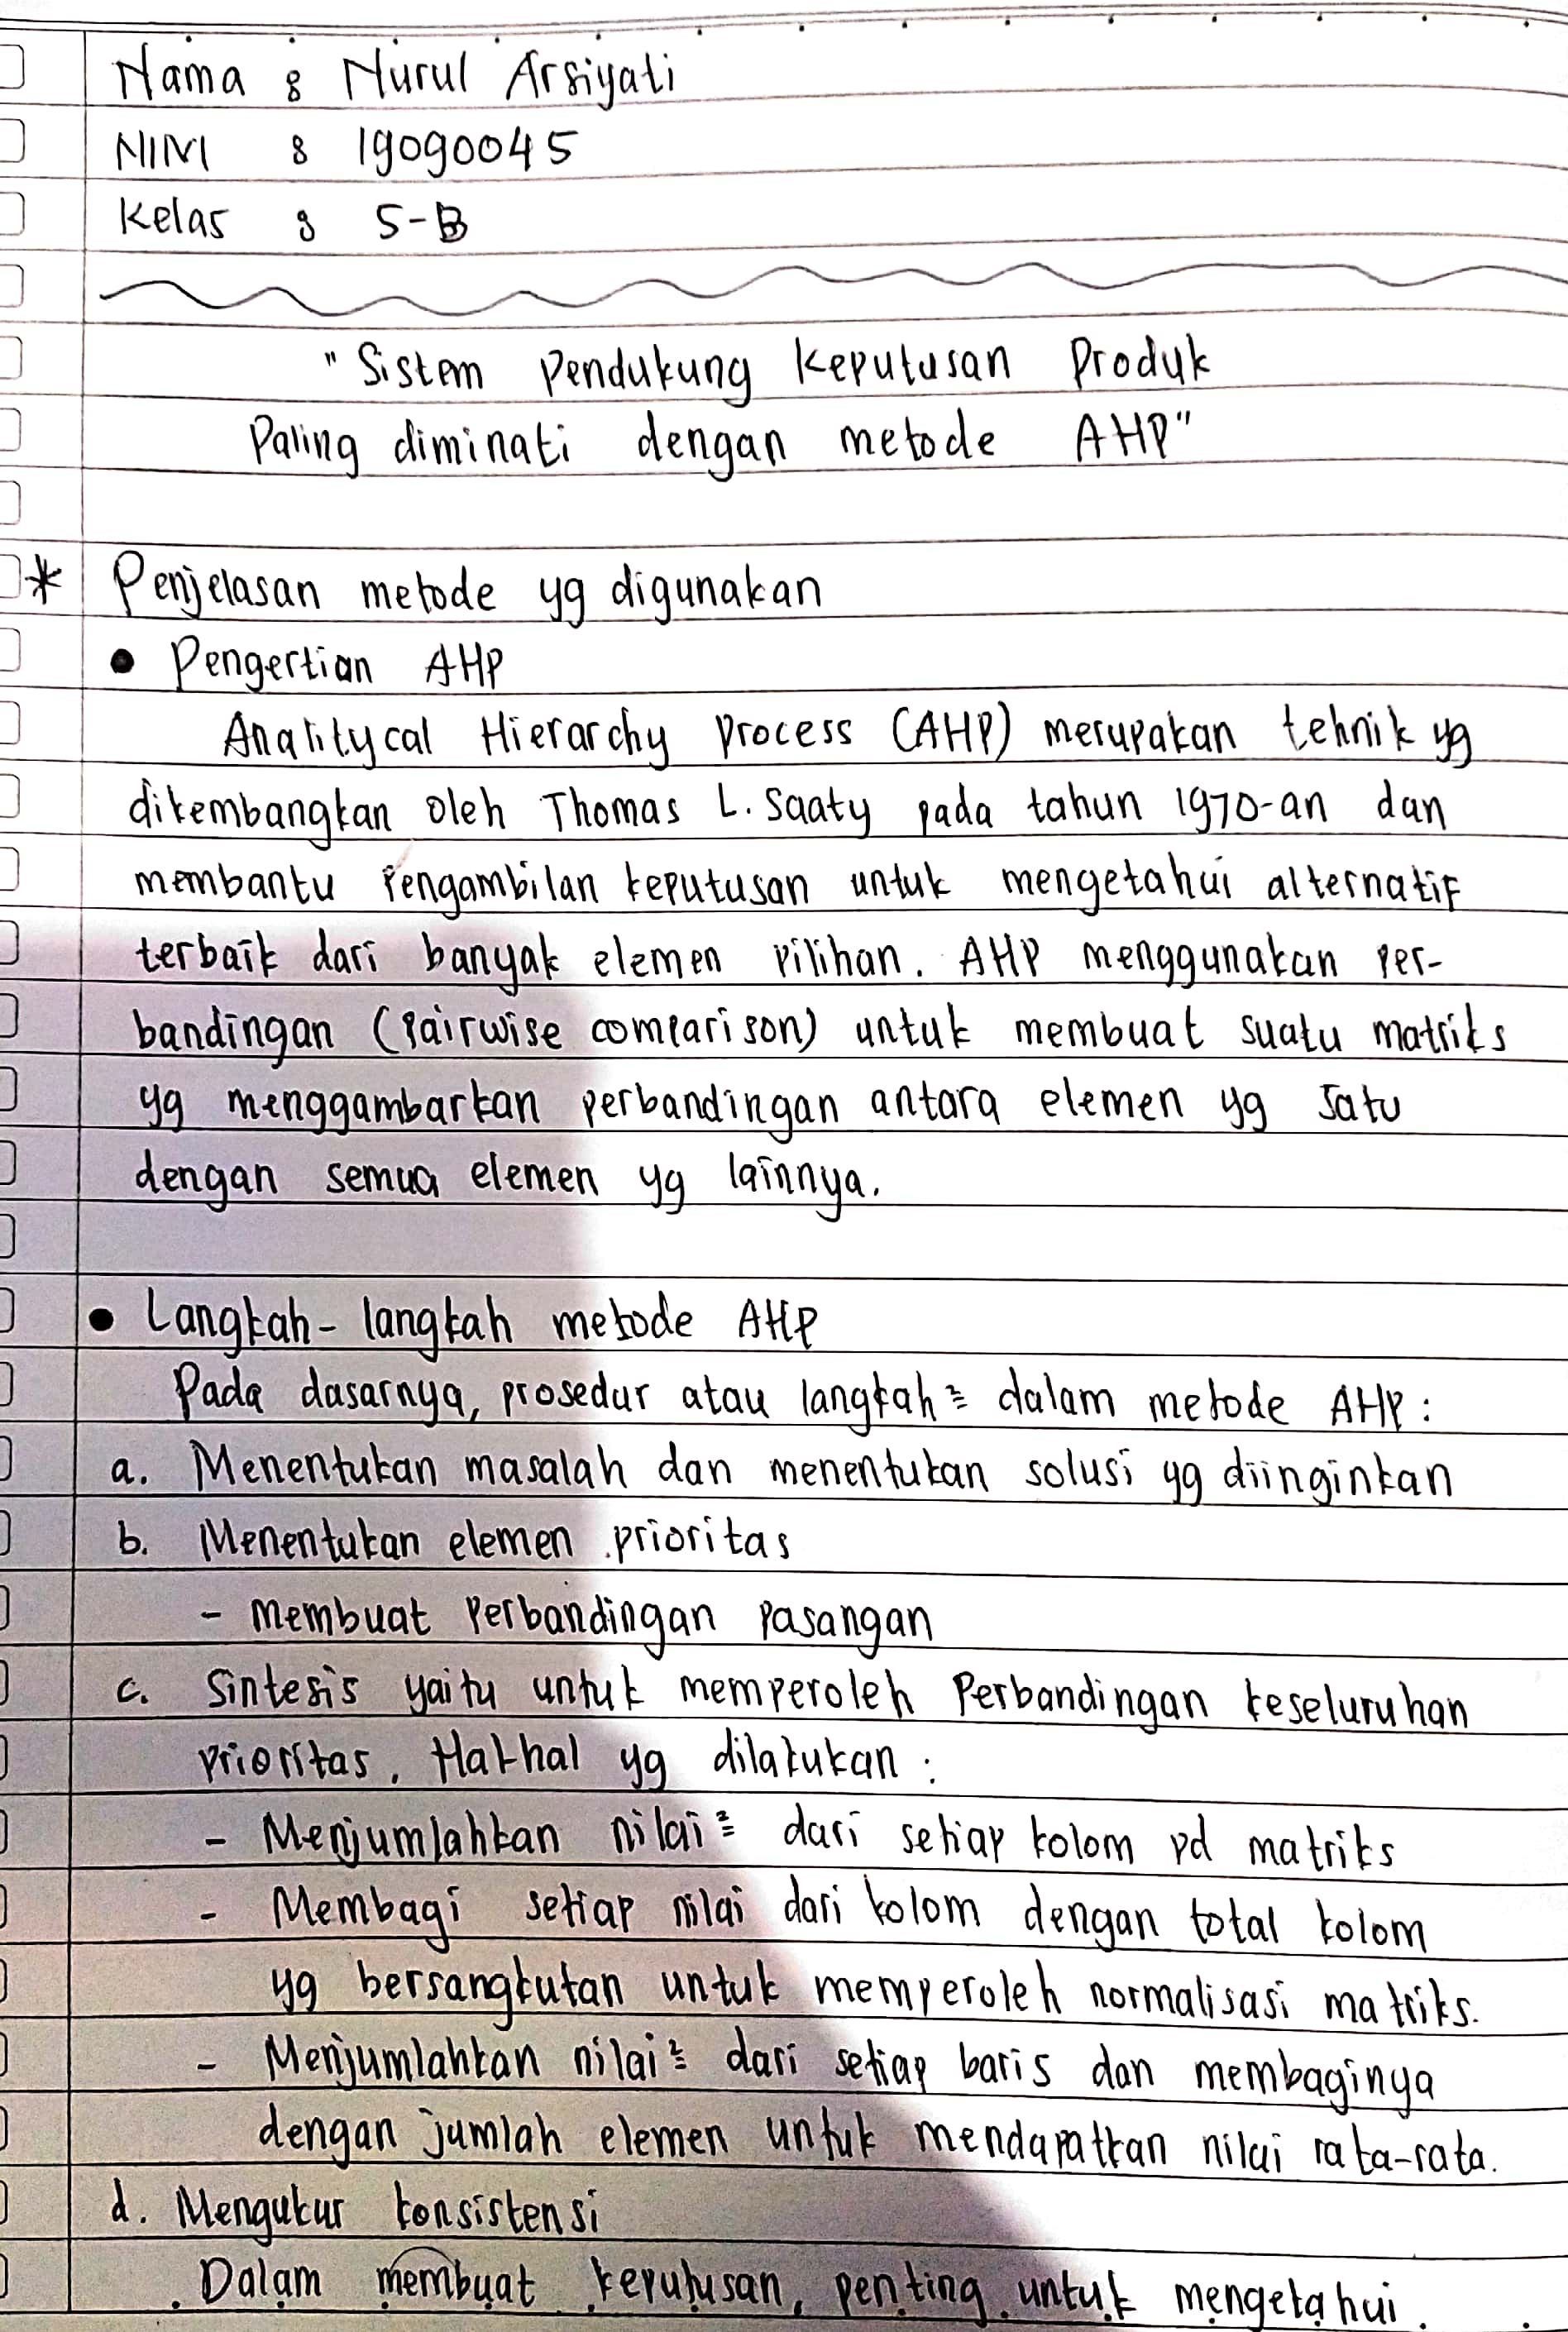 Nama : Nurul Arsiyati
NIM : 19090045
Kelas : 5-B
"Sistem Pendukung Keputusan Produk
Paling diminati dengan metode AHP"
* Penjelasan metode yg digunakan
• Pengertian AHP
Analitycal Hierarchy Process (AHP) merupakan tehnik yg
dikembangkan oleh Thomas L. Saaty pada tahun 1970-an dan
membantu pengambilan keputusan untuk mengetahui alternatif
terbaik dari banyak elemen pilihan. AHP menggunakan per-
bandingan (pairwise comparison) untuk membuat suatu matriks
yg menggambarkan perbandingan antara elemen yg satu
dengan semua elemen yg lainnya.
• Langkah-langkah metode AHP
Pada dasarnya, prosedur atau langkah² dalam metode AHP :
a. Menentukan masalah dan menentukan solusi yg diinginkan
b. Menentukan elemen prioritas
- membuat perbandingan pasangan
c. Sintesis yaitu untuk memperoleh Perbandingan keseluruhan
prioritas. Hal-hal yg dilakukan :
- Menjumlahkan nilai² dari setiap kolom pd matriks
- Membagi setiap nilai dari kolom dengan total kolom
yg bersangkutan untuk memperoleh normalisasi matriks.
- Menjumlahkan nilai² dari setiap baris dan membaginya
dengan jumlah elemen untuk mendapatkan nilai rata-rata.
d. Mengukur konsistensi
Dalam membuat keputusan, penting untuk mengetahui